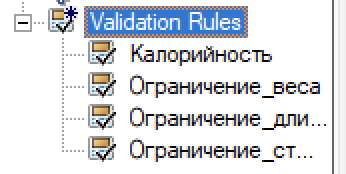 Validation Rules
Калорийность
Ограничение_веса
Ограничение_дли...
Ограничение_ст...